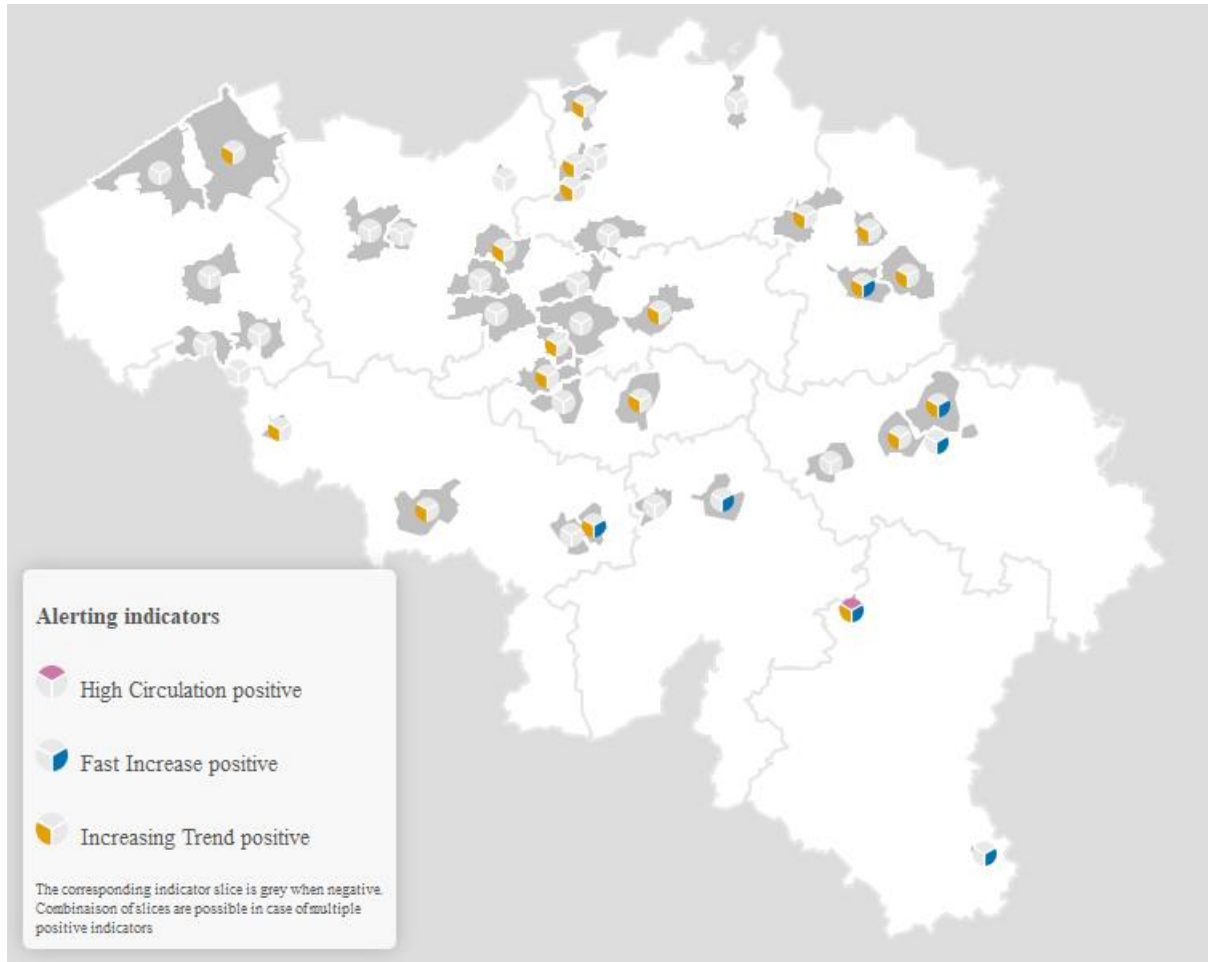 Alerting indicators
High Circulation positive
Fast Increase positive
Increasing Trend positive
The corresponding indicator slice is grey when negative.
Combinaison of slices are possible in case of multiple
positive indicators